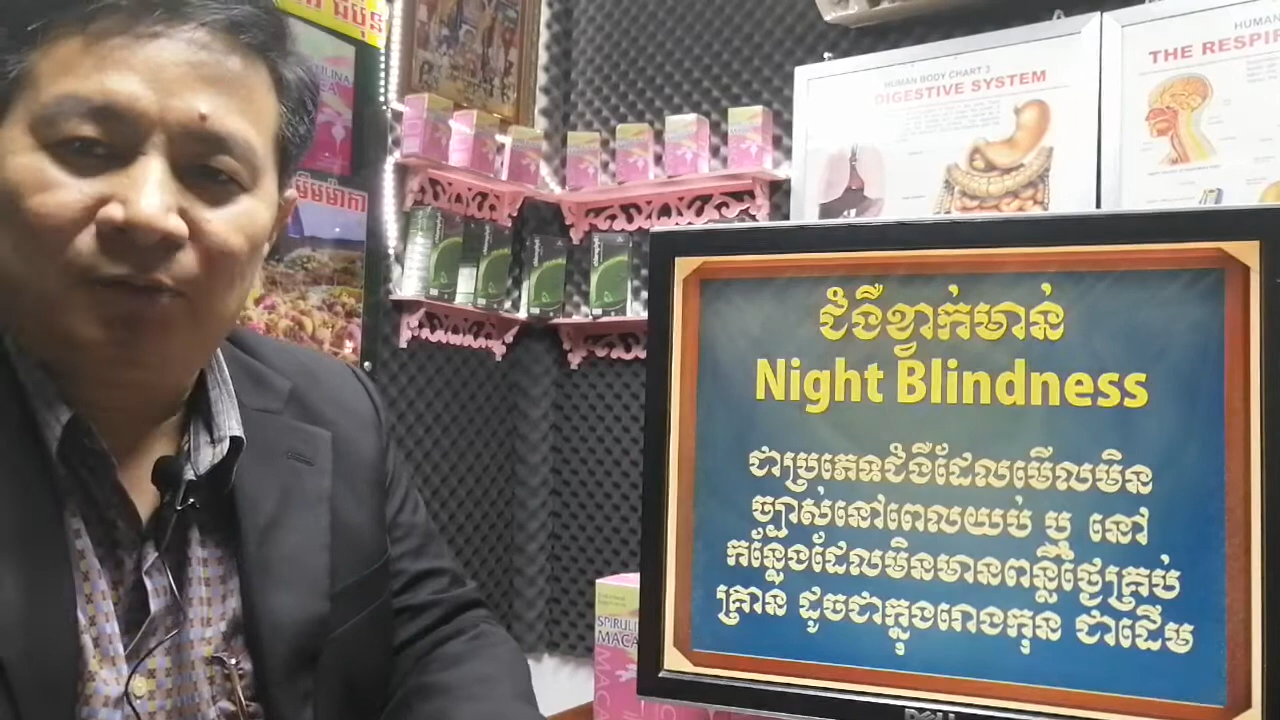 HUMAN BODY CHART 3
DIGESTIVE SYSTEM
HUMAN
THE RESPIR
ជំងឺខ្វាក់មាន់
Night Blindness
ជាប្រភេទជំងឺដែលមើលមិន
ច្បាស់នៅពេលយប់ ឬ នៅ
កន្លែងដែលមិនមានពន្លឺថ្ងៃគ្រប់
គ្រាន់ ដូចជាក្នុងរោងកុន ជាដើម
SPIRULI
MACA
DELL